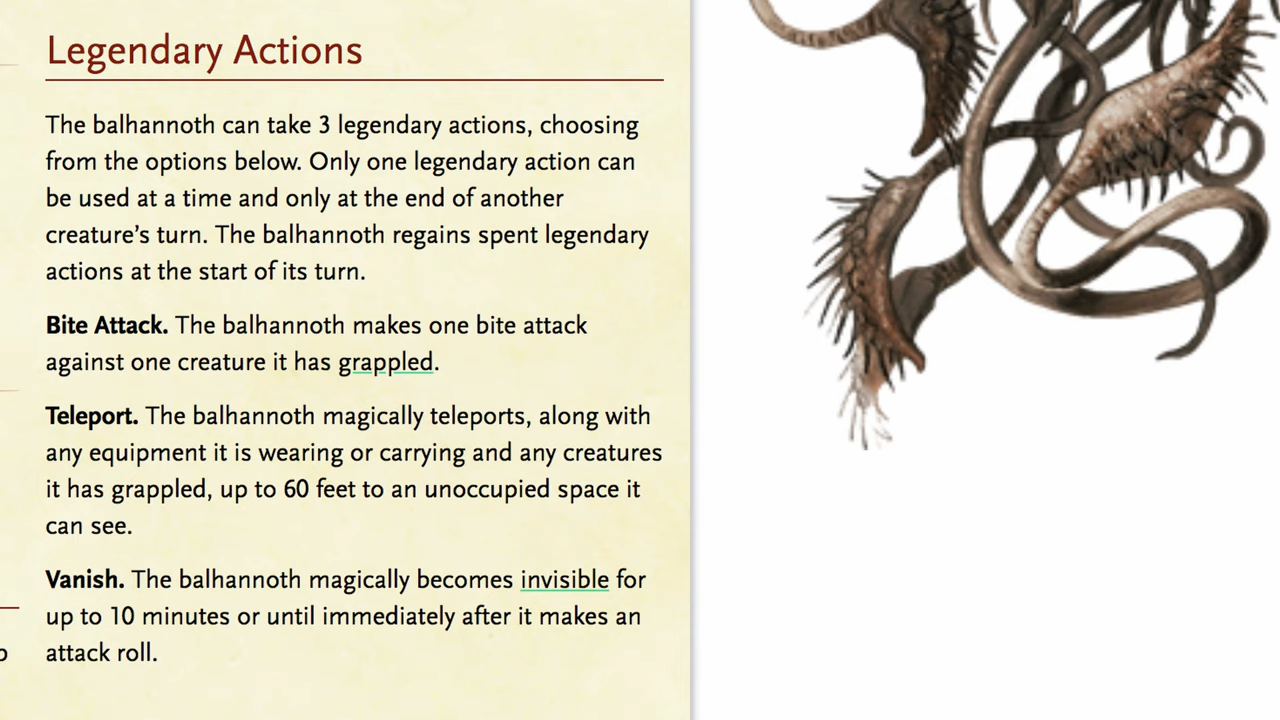 Legendary Actions
The balhannoth can take 3 legendary actions, choosing
from the options below. Only one legendary action can
be used at a time and only at the end of another
creature’s turn. The balhannoth regains spent legendary
actions at the start of its turn.
Bite Attack. The balhannoth makes one bite attack
against one creature it has grappled.
Teleport. The balhannoth magically teleports, along with
any equipment it is wearing or carrying and any creatures
it has grappled, up to 60 feet to an unoccupied space it
can see.
Vanish. The balhannoth magically becomes invisible for
up to 10 minutes or until immediately after it makes an
attack roll.